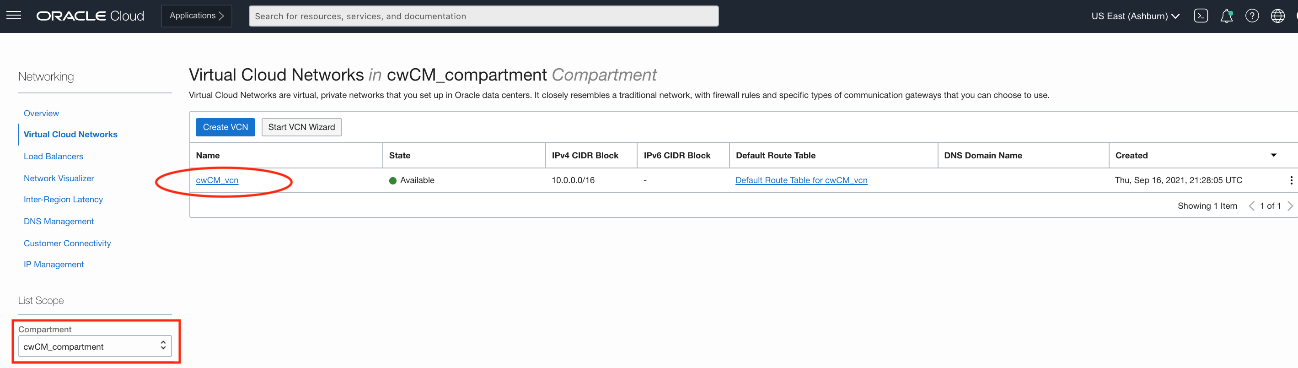 ORACLE Cloud Applications Search for resources, services, and documentation US East (Ashburn)
Networking
Overview
Virtual Cloud Networks
Load Balancers
Network Visualizer
Inter-Region Latency
DNS Management
Customer Connectivity
IP Management
List Scope
Compartment
cwCM_compartment
Virtual Cloud Networks in cwCM_compartment Compartment
Virtual Cloud Networks are virtual, private networks that you set up in Oracle data centers. It closely resembles a traditional network, with firewall rules and specific types of communication gateways that you can choose to use.
Create VCN Start VCN Wizard
Name State IPv4 CIDR Block IPv6 CIDR Block Default Route Table DNS Domain Name Created
cwCM_vcn Available 10.0.0.0/16 - Default Route Table for cwCM_vcn Thu, Sep 16, 2021, 21:28:05 UTC
Showing 1 Item 1 of 1